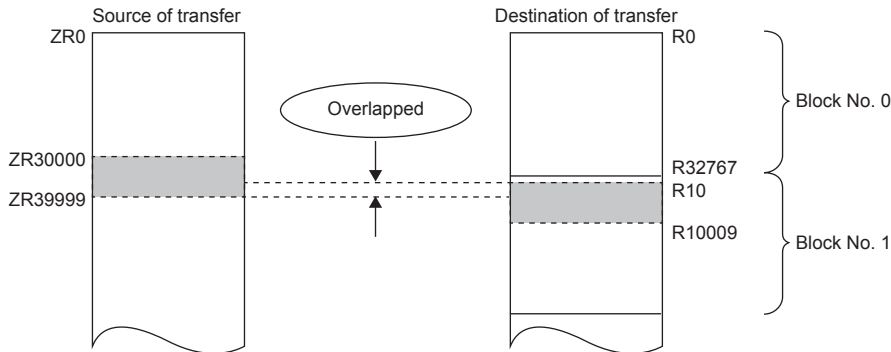 Source of transfer
Destination of transfer
ZR0
R0
Overlapped
Block No. 0
ZR30000
R32767
ZR39999
R10
R10009
Block No. 1